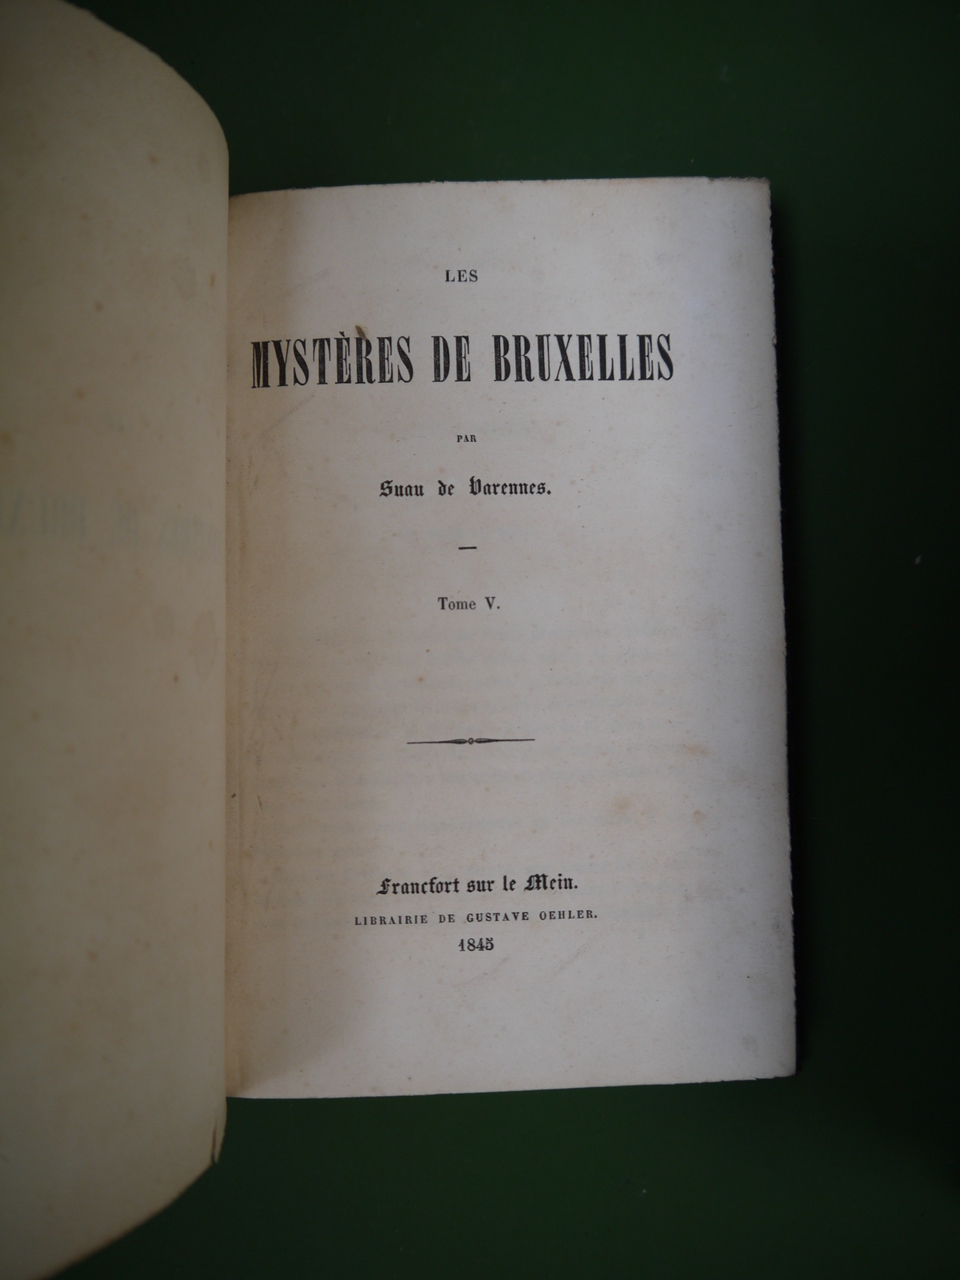 LES
MYSTÈRES DE BRUXELLES
PAR
Suau de Varennes.
Tome V.
Francfort sur le Mein.
LIBRAIRIE DE GUSTAVE OEHLER.
1845